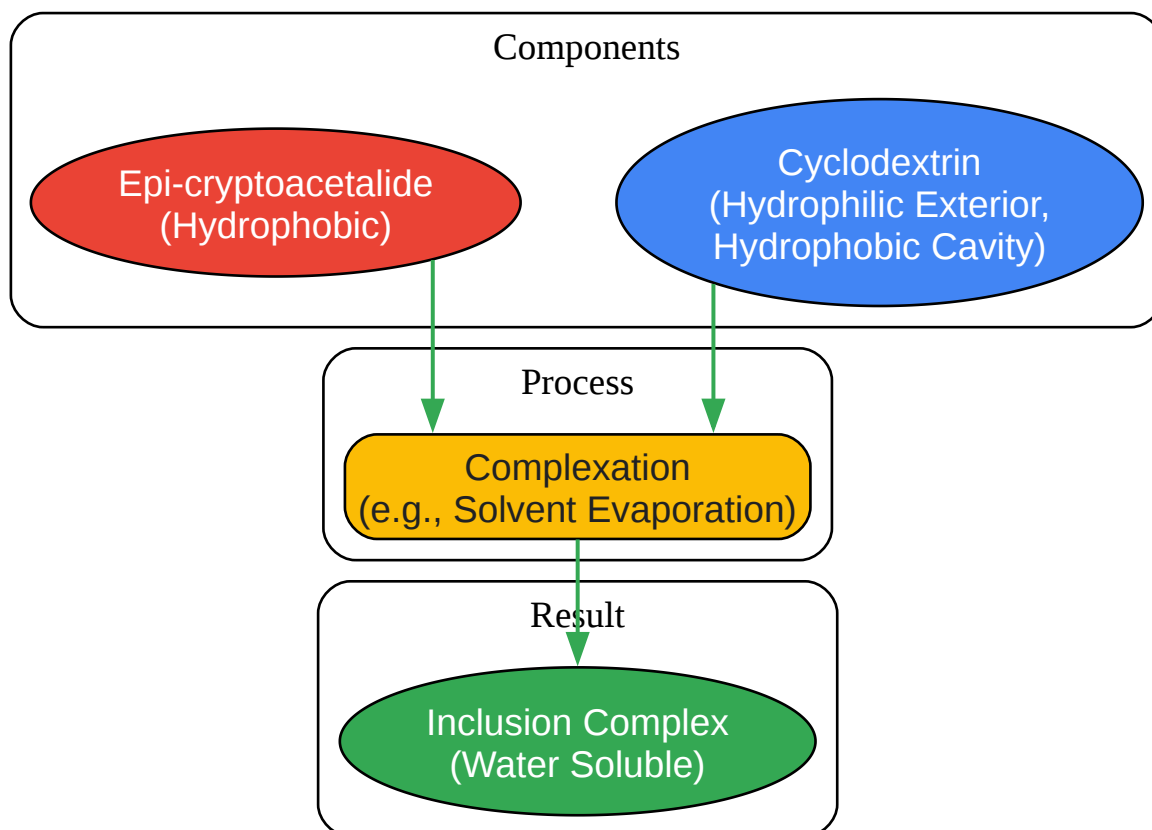 Components
Epi-cryptoacetalide
(Hydrophobic)
Cyclodextrin
(Hydrophilic Exterior,
Hydrophobic Cavity)
Process
Complexation
(e.g., Solvent Evaporation)
Result
Inclusion Complex
(Water Soluble)